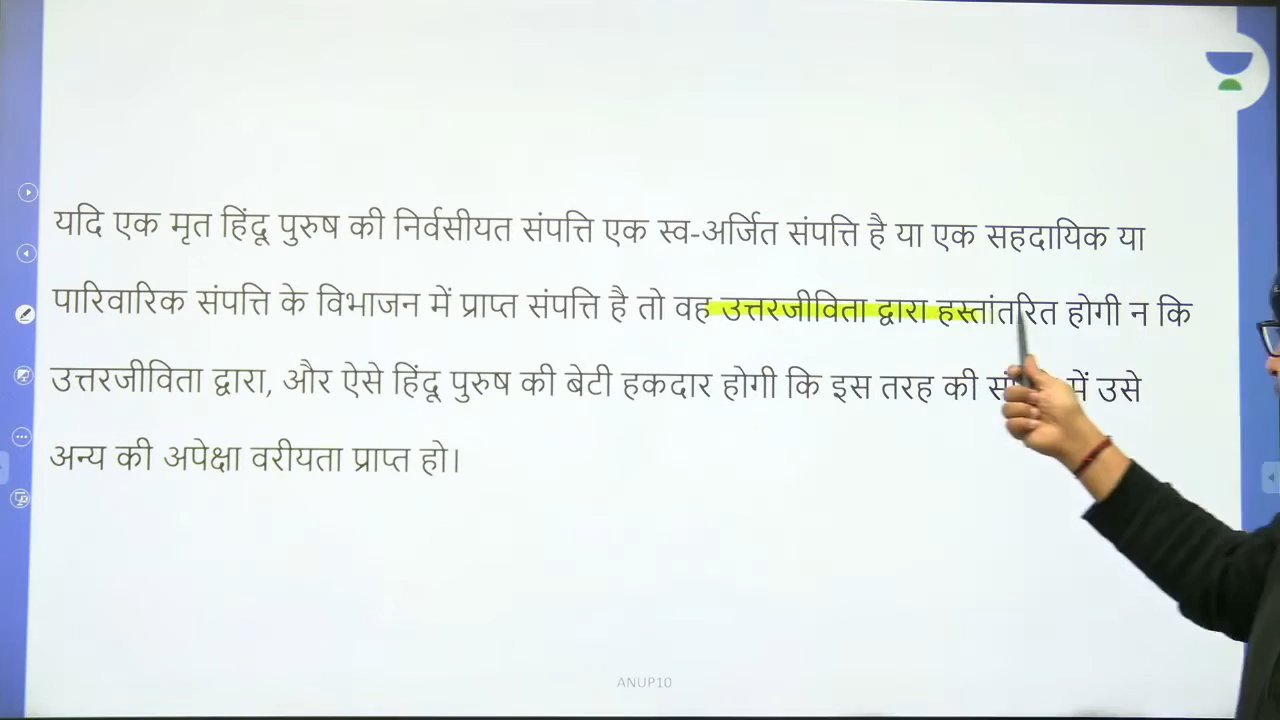 यदि एक मृत हिंदू पुरुष की निर्वसीयत संपत्ति एक स्व-अर्जित संपत्ति है या एक सहदायिक या
पारिवारिक संपत्ति के विभाजन में प्राप्त संपत्ति है तो वह उत्तरजीविता द्वारा हस्तांतरित होगी न कि
उत्तरजीविता द्वारा, और ऐसे हिंदू पुरुष की बेटी हकदार होगी कि इस तरह की में उसे
अन्य की अपेक्षा वरीयता प्राप्त हो।
ANUP10